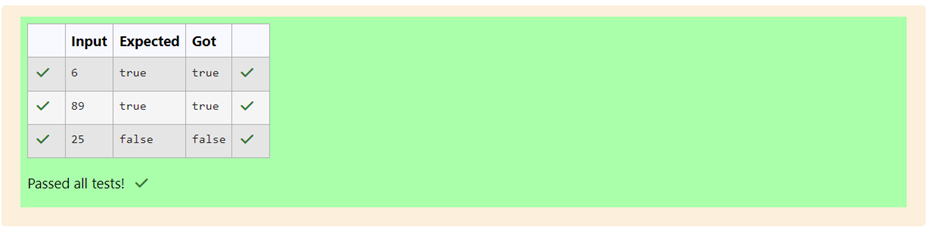 Input Expected Got
6 true true
89 true true
25 false false
Passed all tests!